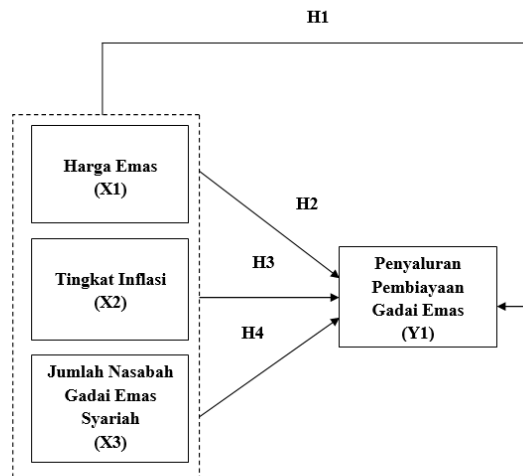 H1
Harga Emas
(X1)
H2
Tingkat Inflasi
(X2)
H3
Penyaluran
Pembiayaan
Gadai Emas
(Y1)
H4
Jumlah Nasabah
Gadai Emas
Syariah
(X3)